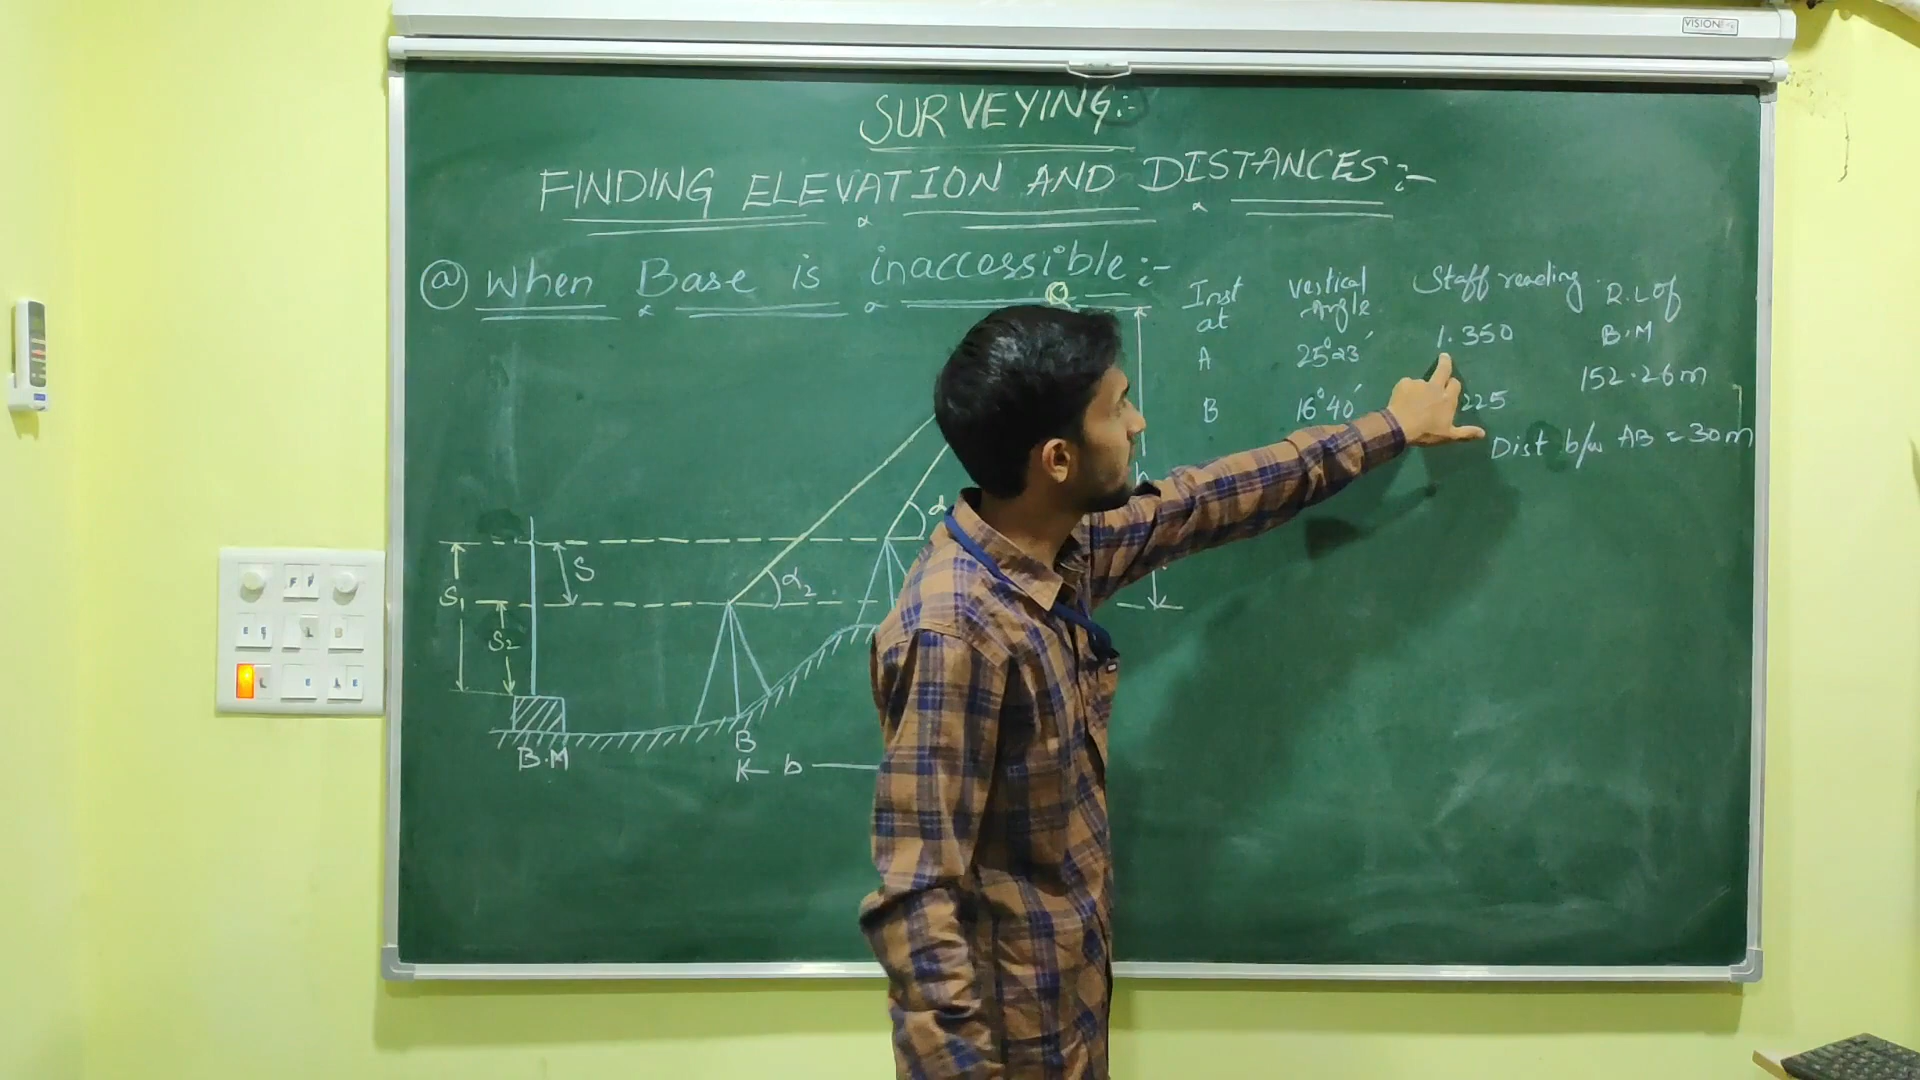 VISION
SURVEYING:-
FINDING ELEVATION AND DISTANCES:-
(a) When Base is inaccessible:-
Q
Inst at
Vertical Angle
Staff reading
R.L of B.M
A 25°23' 1.350
152.26m
B 16°40' 225
Dist b/w AB = 30m
h
α
S
S1
α2
S2
B
B.M
b